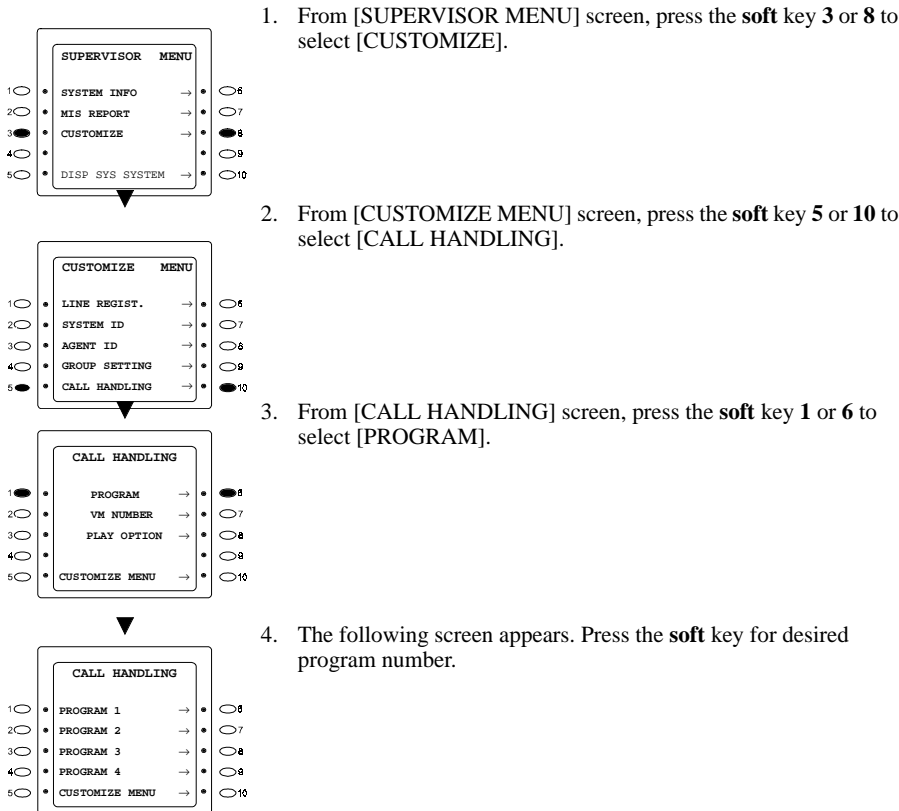 1. From [SUPERVISOR MENU] screen, press the soft key 3 or 8 to
select [CUSTOMIZE].
SUPERVISOR MENU
1 • SYSTEM INFO → • 6
2 • MIS REPORT → • 7
3 • CUSTOMIZE → • 8
4 • • 9
5 • DISP SYS SYSTEM → • 10
2. From [CUSTOMIZE MENU] screen, press the soft key 5 or 10 to
select [CALL HANDLING].
CUSTOMIZE MENU
1 • LINE REGIST. → • 6
2 • SYSTEM ID → • 7
3 • AGENT ID → • 8
4 • GROUP SETTING → • 9
5 • CALL HANDLING → • 10
3. From [CALL HANDLING] screen, press the soft key 1 or 6 to
select [PROGRAM].
CALL HANDLING
1 • PROGRAM → • 6
2 • VM NUMBER → • 7
3 • PLAY OPTION → • 8
4 • • 9
5 • CUSTOMIZE MENU → • 10
4. The following screen appears. Press the soft key for desired
program number.
CALL HANDLING
1 • PROGRAM 1 → • 6
2 • PROGRAM 2 → • 7
3 • PROGRAM 3 → • 8
4 • PROGRAM 4 → • 9
5 • CUSTOMIZE MENU → • 10